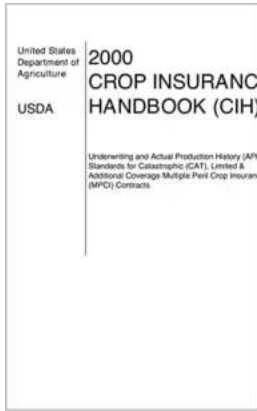 United States
Department of
Agriculture
USDA
2000
CROP INSURANC
HANDBOOK (CIH)
Underwriting and Actual Production History (APH
Standards for Catastrophic (CAT), Limited &
Additional Coverage Multiple Peril Crop Insuran
(MPCI) Contracts